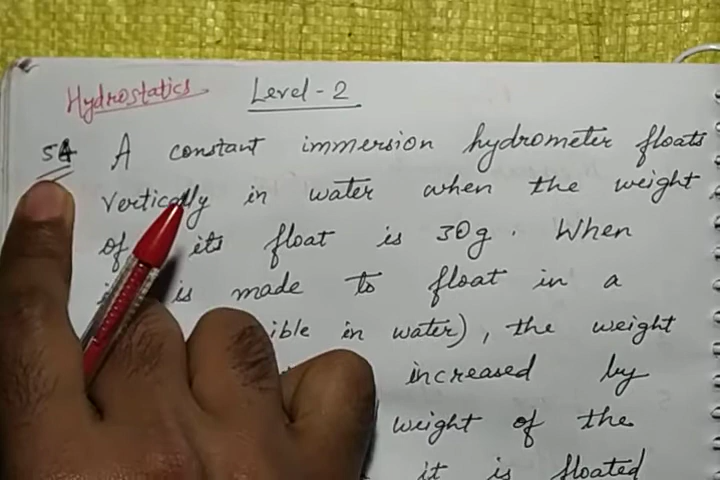 Hydrostatics Level-2
54 A constant immersion hydrometer floats
vertically in water when the weight
of its float is 30g. When
is made to float in a
ible in water), the weight
increased by
weight of the
it is floated